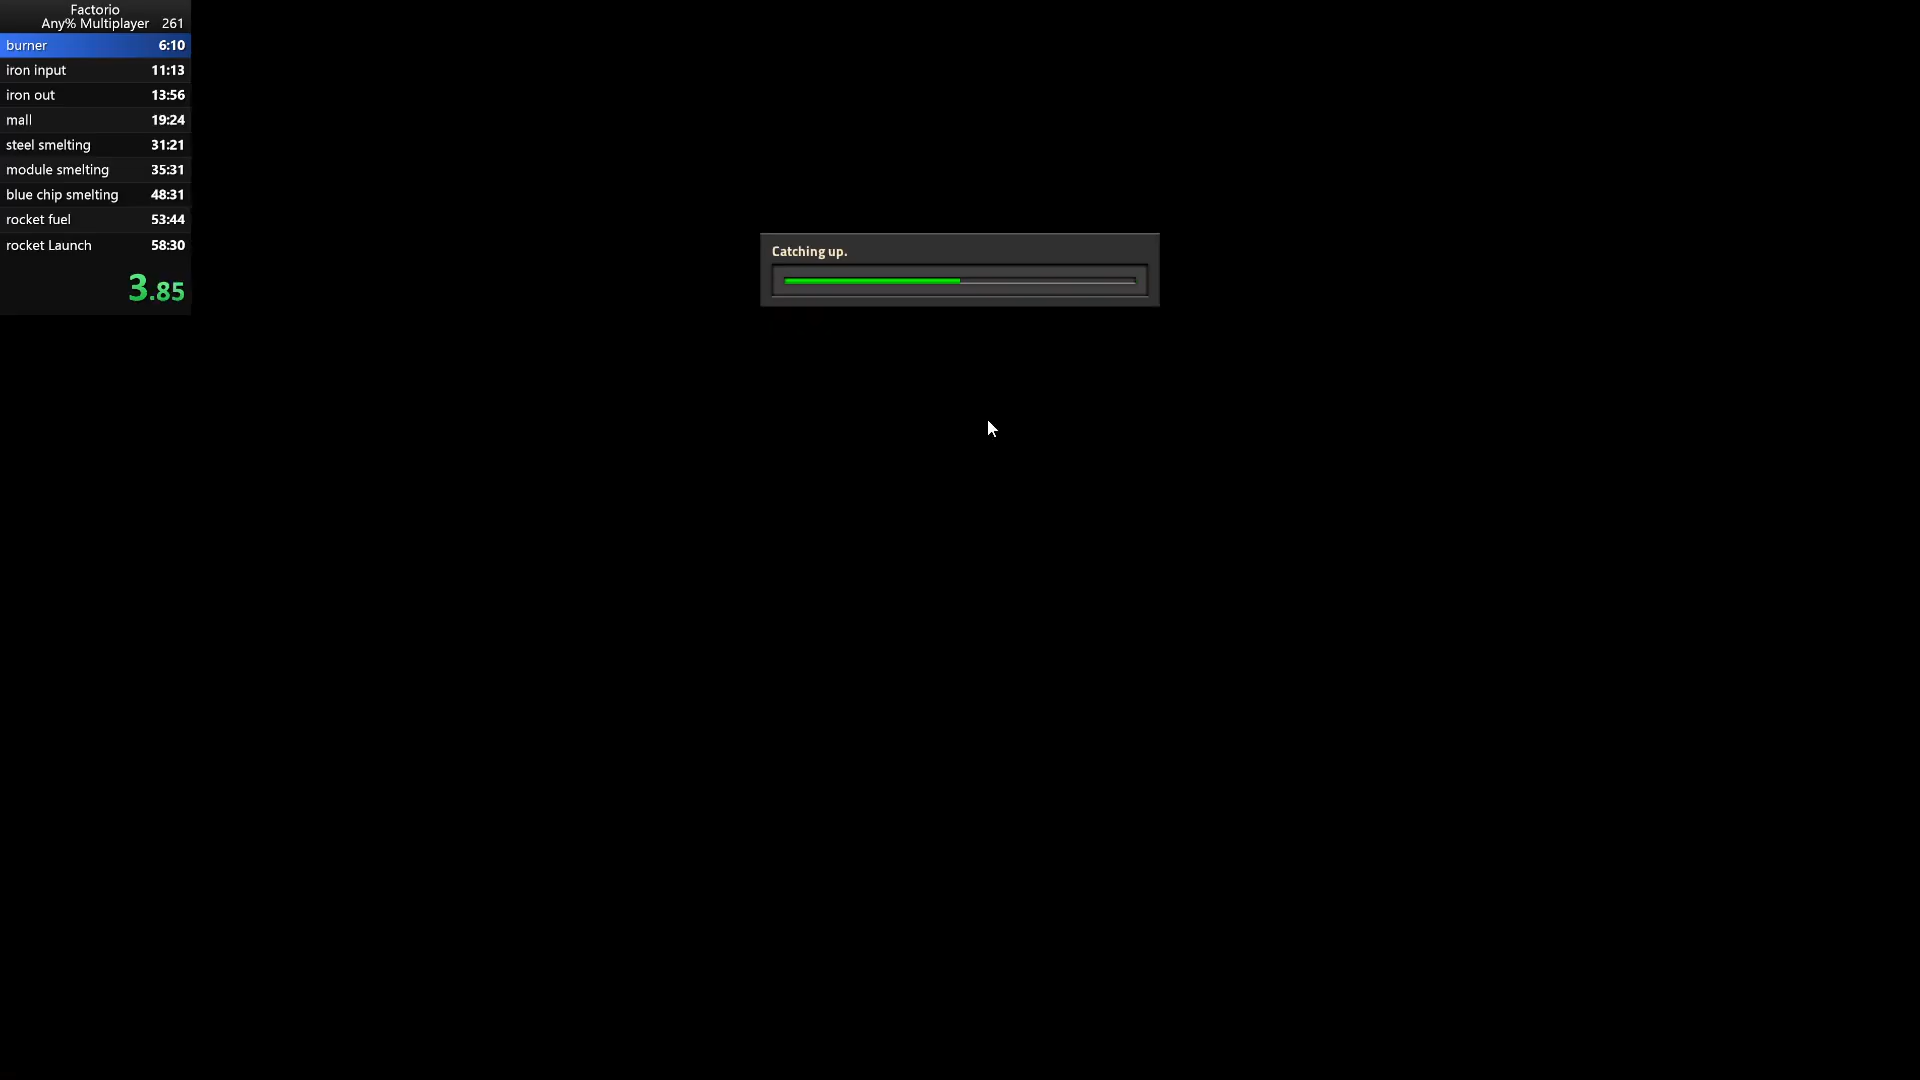 Factorio
Any% Multiplayer 261
burner 6:10
iron input 11:13
iron out 13:56
mall 19:24
steel smelting 31:21
module smelting 35:31
blue chip smelting 48:31
rocket fuel 53:44
rocket Launch 58:30
3.85
Catching up.